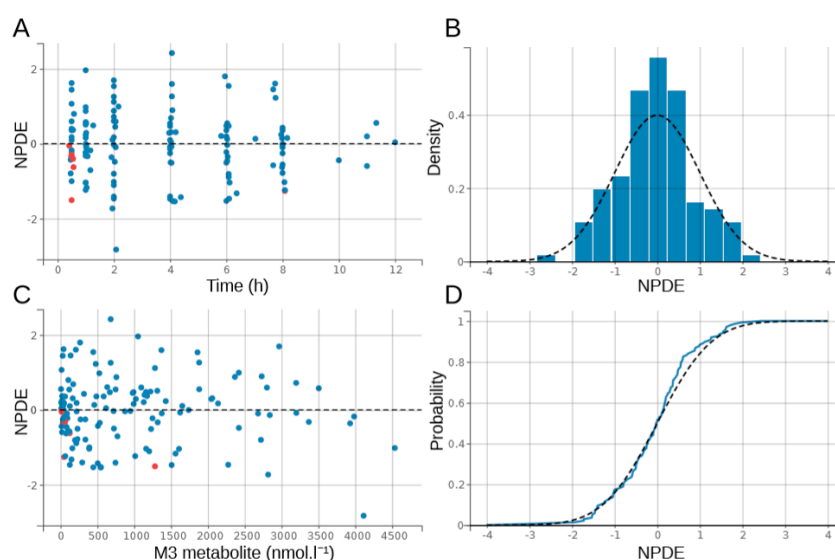 A
NPDE
2
0
-2
0 2 4 6 8 10 12
Time (h)
B
Density
0.4
0.2
0
-4 -3 -2 -1 0 1 2 3 4
NPDE
C
NPDE
2
0
-2
0 500 1000 1500 2000 2500 3000 3500 4000 4500
M3 metabolite (nmol.l⁻¹)
D
Probability
1
0.8
0.6
0.4
0.2
0
-4 -3 -2 -1 0 1 2 3 4
NPDE